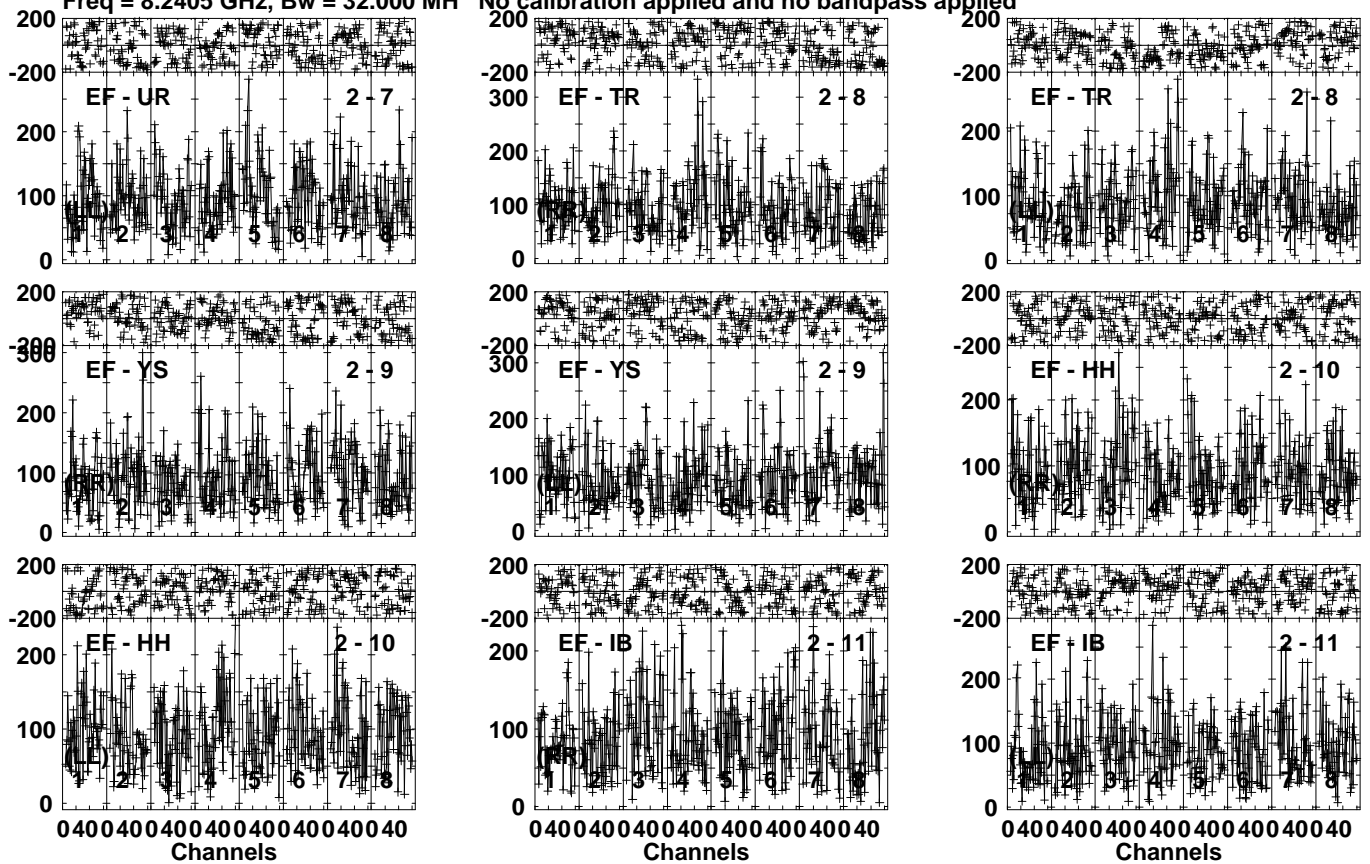 Freq = 8.2405 GHz, Bw = 32.000 MH No calibration applied and no bandpass applied
200 200 200
-200 -200 -200
EF - UR 2 - 7 300 EF - TR 2 - 8 EF - TR 2 - 8
200 200 200
100 100 100
(LL) (RR) (LL)
1 2 3 4 5 6 7 8 1 2 3 4 5 6 7 8 1 2 3 4 5 6 7 8
0 0 0
200 200 200
-200 -200 -200
300 EF - YS 2 - 9 300 EF - YS 2 - 9 EF - HH 2 - 10
200 200 200
100 100 100
(RR) (LL) (RR)
1 2 3 4 5 6 7 8 1 2 3 4 5 6 7 8 1 2 3 4 5 6 7 8
0 0 0
200 200 200
-200 -200 -200
EF - HH 2 - 10 EF - IB 2 - 11 EF - IB 2 - 11
200 200 200
100 100 100
(LL) (RR) (LL)
1 2 3 4 5 6 7 8 1 2 3 4 5 6 7 8 1 2 3 4 5 6 7 8
0 0 0
0 40 0 40 0 40 0 40 0 40 0 40 0 40 0 40 0 40 0 40 0 40 0 40 0 40 0 40 0 40 0 40 0 40 0 40 0 40 0 40 0 40 0 40 0 40 0 40
Channels Channels Channels